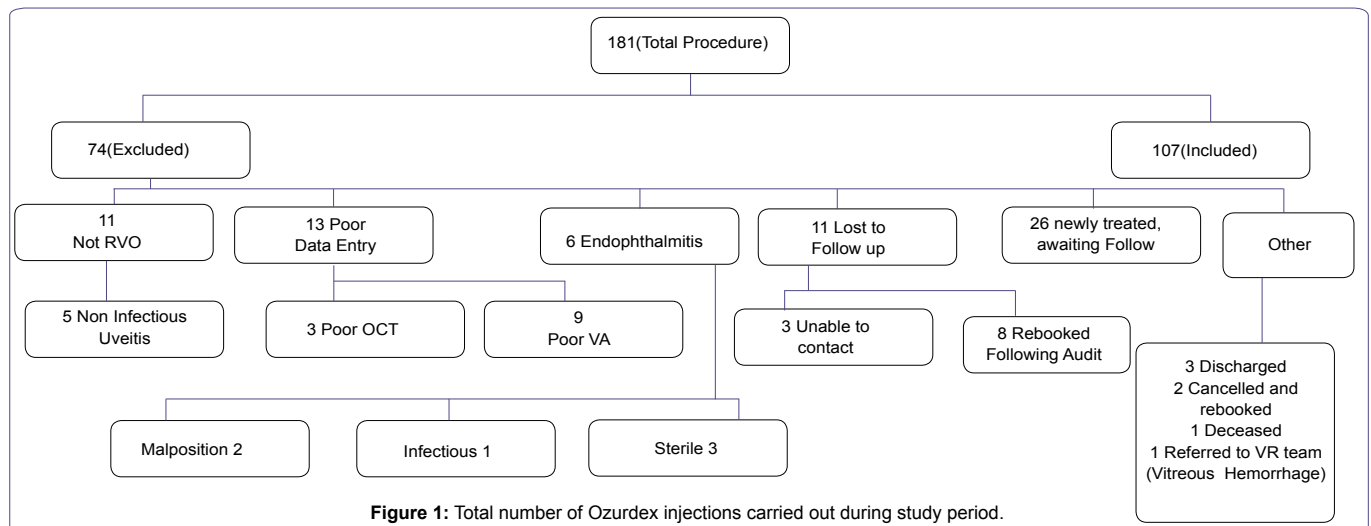 181(Total Procedure)
74(Excluded)
107(Included)
11
Not RVO
13 Poor
Data Entry
6 Endophthalmitis
11 Lost to
Follow up
26 newly treated,
awaiting Follow
Other
5 Non Infectious
Uveitis
3 Poor OCT
9
Poor VA
3 Unable to
contact
8 Rebooked
Following Audit
3 Discharged
2 Cancelled and
rebooked
1 Deceased
1 Referred to VR team
(Vitreous Hemorrhage)
Malposition 2
Infectious 1
Sterile 3
Figure 1: Total number of Ozurdex injections carried out during study period.